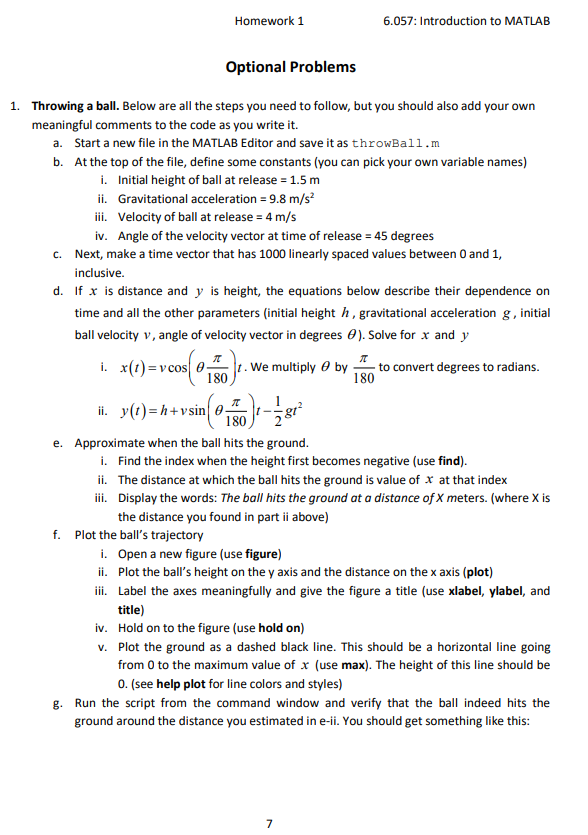 Homework 1 6.057: Introduction to MATLAB
Optional Problems
1. Throwing a ball. Below are all the steps you need to follow, but you should also add your own
meaningful comments to the code as you write it.
a. Start a new file in the MATLAB Editor and save it as throwBall.m
b. At the top of the file, define some constants (you can pick your own variable names)
i. Initial height of ball at release = 1.5 m
ii. Gravitational acceleration = 9.8 m/s²
iii. Velocity of ball at release = 4 m/s
iv. Angle of the velocity vector at time of release = 45 degrees
c. Next, make a time vector that has 1000 linearly spaced values between 0 and 1,
inclusive.
d. If x is distance and y is height, the equations below describe their dependence on
time and all the other parameters (initial height h, gravitational acceleration g, initial
ball velocity v, angle of velocity vector in degrees θ). Solve for x and y
i. x(t) = v cos(θ π/180) t. We multiply θ by π/180 to convert degrees to radians.
ii. y(t) = h + v sin(θ π/180) t − 1/2 gt²
e. Approximate when the ball hits the ground.
i. Find the index when the height first becomes negative (use find).
ii. The distance at which the ball hits the ground is value of x at that index
iii. Display the words: The ball hits the ground at a distance of X meters. (where X is
the distance you found in part ii above)
f. Plot the ball's trajectory
i. Open a new figure (use figure)
ii. Plot the ball's height on the y axis and the distance on the x axis (plot)
iii. Label the axes meaningfully and give the figure a title (use xlabel, ylabel, and
title)
iv. Hold on to the figure (use hold on)
v. Plot the ground as a dashed black line. This should be a horizontal line going
from 0 to the maximum value of x (use max). The height of this line should be
0. (see help plot for line colors and styles)
g. Run the script from the command window and verify that the ball indeed hits the
ground around the distance you estimated in e-ii. You should get something like this:
7